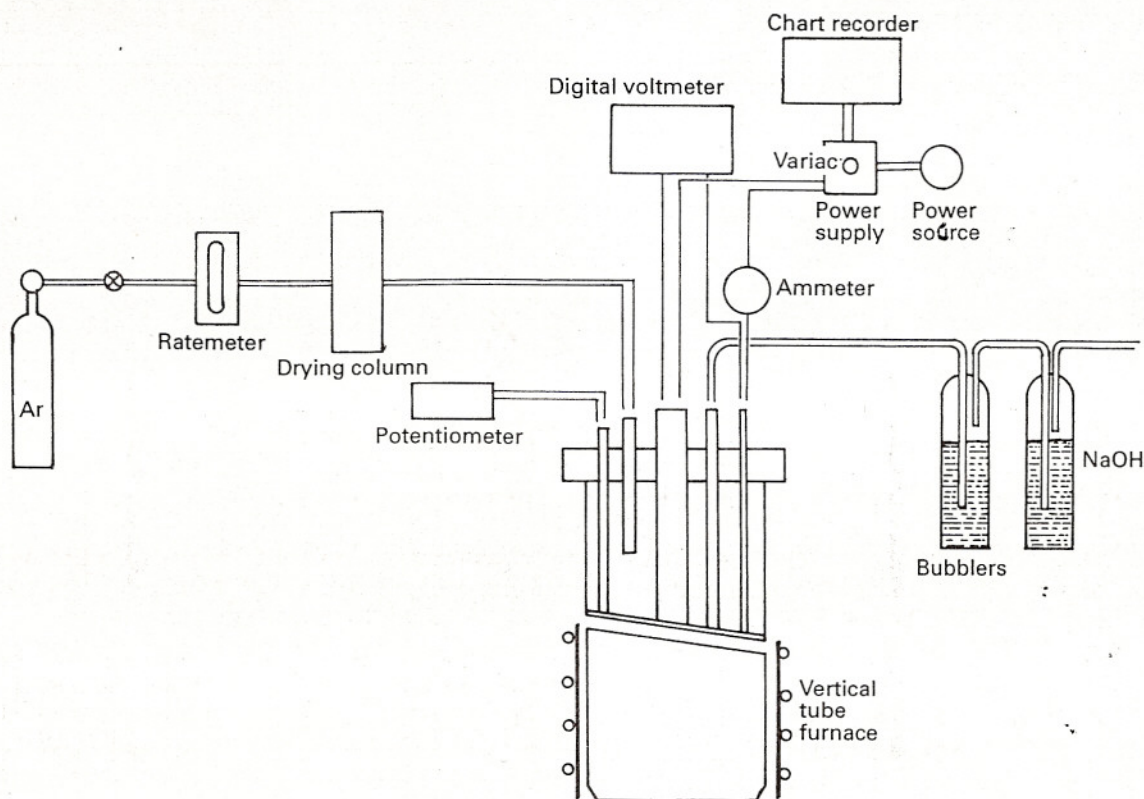 Chart recorder
Digital voltmeter
Variac
Power
supply
Power
source
Ammeter
Ratemeter
Drying column
Ar
Potentiometer
NaOH
Bubblers
Vertical
tube
furnace